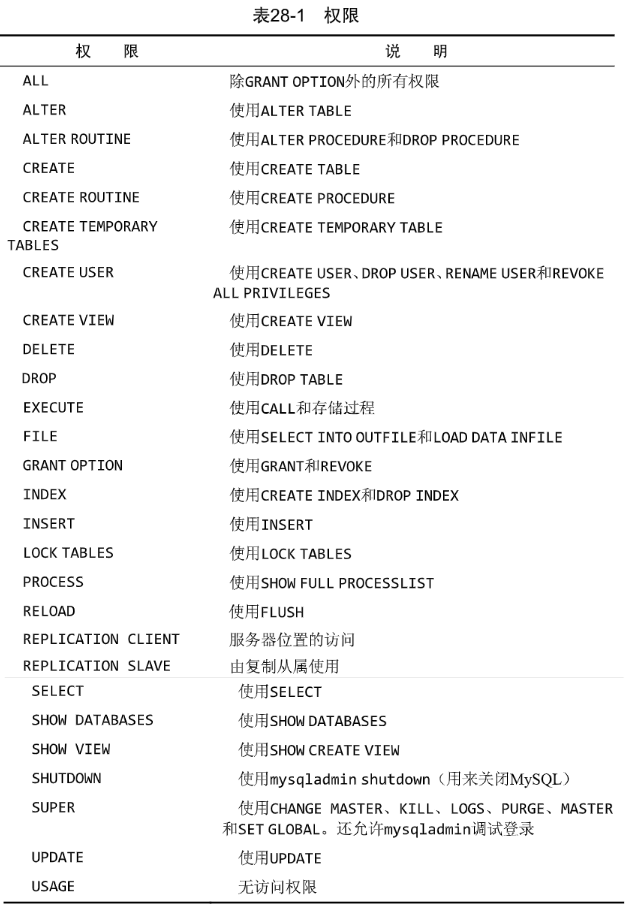 表28-1 权限
权 限 说 明
ALL 除GRANT OPTION外的所有权限
ALTER 使用ALTER TABLE
ALTER ROUTINE 使用ALTER PROCEDURE和DROP PROCEDURE
CREATE 使用CREATE TABLE
CREATE ROUTINE 使用CREATE PROCEDURE
CREATE TEMPORARY 使用CREATE TEMPORARY TABLE
TABLES
CREATE USER 使用CREATE USER、DROP USER、RENAME USER和REVOKE
ALL PRIVILEGES
CREATE VIEW 使用CREATE VIEW
DELETE 使用DELETE
DROP 使用DROP TABLE
EXECUTE 使用CALL和存储过程
FILE 使用SELECT INTO OUTFILE和LOAD DATA INFILE
GRANT OPTION 使用GRANT和REVOKE
INDEX 使用CREATE INDEX和DROP INDEX
INSERT 使用INSERT
LOCK TABLES 使用LOCK TABLES
PROCESS 使用SHOW FULL PROCESSLIST
RELOAD 使用FLUSH
REPLICATION CLIENT 服务器位置的访问
REPLICATION SLAVE 由复制从属使用
SELECT 使用SELECT
SHOW DATABASES 使用SHOW DATABASES
SHOW VIEW 使用SHOW CREATE VIEW
SHUTDOWN 使用mysqladmin shutdown（用来关闭MySQL）
SUPER 使用CHANGE MASTER、KILL、LOGS、PURGE、MASTER
和SET GLOBAL。还允许mysqladmin调试登录
UPDATE 使用UPDATE
USAGE 无访问权限